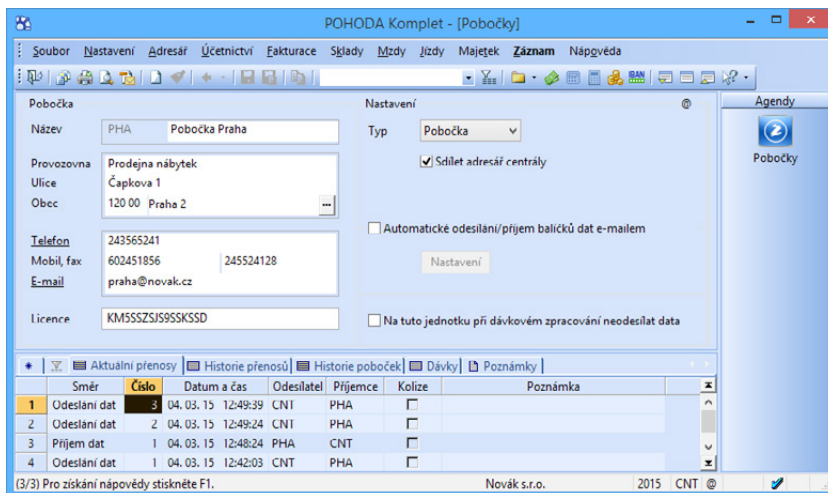 POHODA Komplet - [Pobočky]
Soubor Nastavení Adresář Účetnictví Fakturace Sklady Mzdy Jízdy Majetek Záznam Nápověda
IBAN
Pobočka
Název PHA Pobočka Praha
Provozovna Prodejna nábytek
Ulice Čapkova 1
Obec 120 00 Praha 2 ...
Telefon 243565241
Mobil, fax 602451856 245524128
E-mail praha@novak.cz
Licence KM5SSZSJS9SSKSSD
Nastavení @
Typ Pobočka
Sdílet adresář centrály
Automatické odesílání/příjem balíčků dat e-mailem
Nastavení
Na tuto jednotku při dávkovém zpracování neodesílat data
Agendy
2
Pobočky
Aktuální přenosy Historie přenosů Historie poboček Dávky Poznámky
Směr Číslo Datum a čas Odesílatel Příjemce Kolize Poznámka
1 Odeslání dat 3 04. 03. 15 12:49:39 CNT PHA
2 Odeslání dat 2 04. 03. 15 12:49:24 CNT PHA
3 Příjem dat 1 04. 03. 15 12:48:24 PHA CNT
4 Odeslání dat 1 04. 03. 15 12:42:03 CNT PHA
(3/3) Pro získání nápovědy stiskněte F1. Novák s.r.o. 2015 CNT @